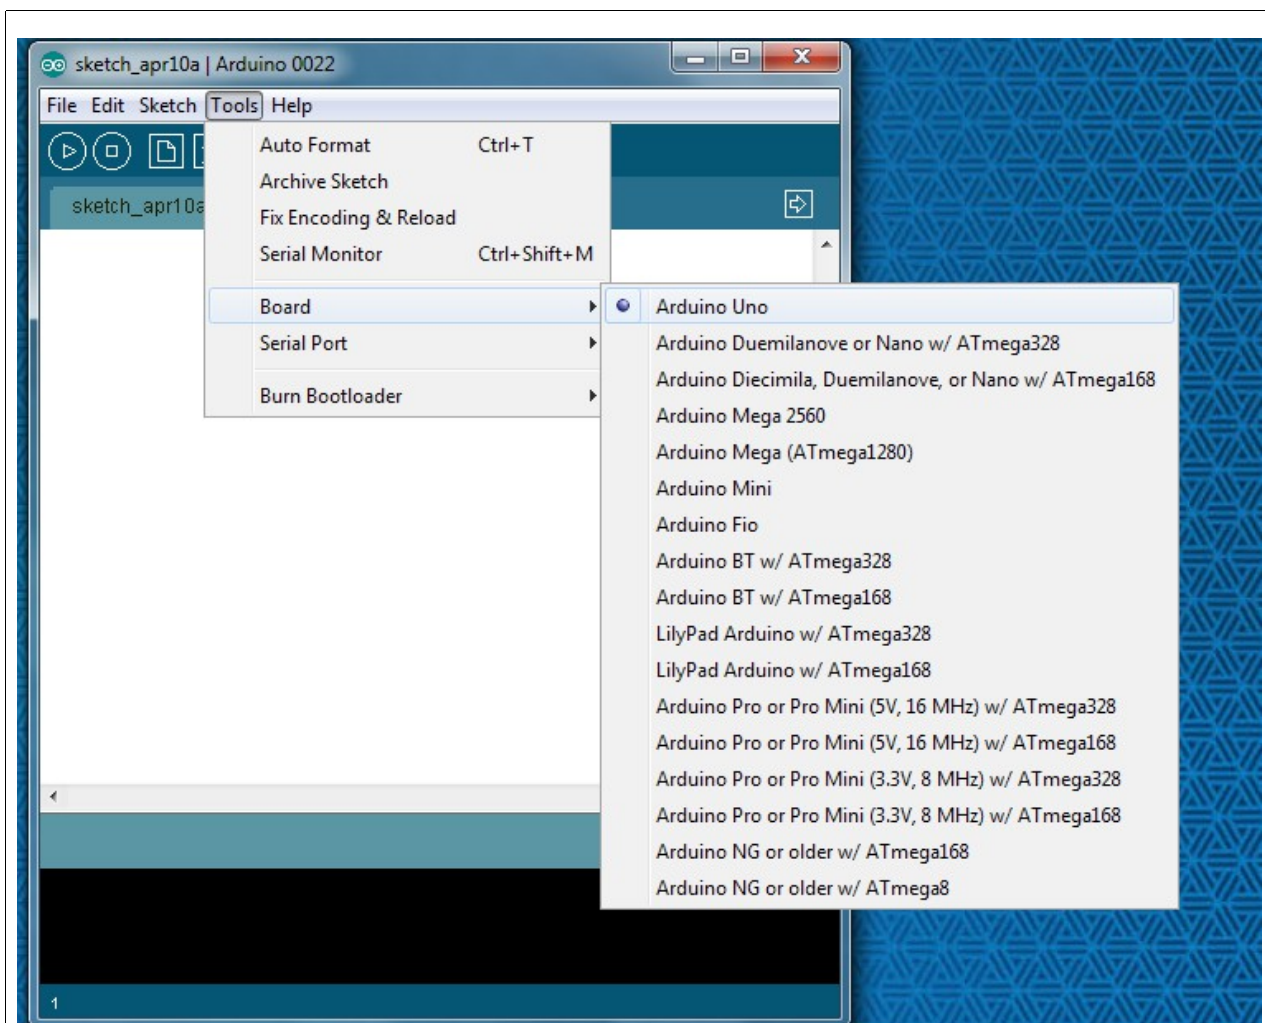 sketch_apr10a | Arduino 0022
File Edit Sketch Tools Help
Auto Format Ctrl+T
Archive Sketch
sketch_apr10a
Fix Encoding & Reload
Serial Monitor Ctrl+Shift+M
Board
Serial Port
Burn Bootloader
Arduino Uno
Arduino Duemilanove or Nano w/ ATmega328
Arduino Diecimila, Duemilanove, or Nano w/ ATmega168
Arduino Mega 2560
Arduino Mega (ATmega1280)
Arduino Mini
Arduino Fio
Arduino BT w/ ATmega328
Arduino BT w/ ATmega168
LilyPad Arduino w/ ATmega328
LilyPad Arduino w/ ATmega168
Arduino Pro or Pro Mini (5V, 16 MHz) w/ ATmega328
Arduino Pro or Pro Mini (5V, 16 MHz) w/ ATmega168
Arduino Pro or Pro Mini (3.3V, 8 MHz) w/ ATmega328
Arduino Pro or Pro Mini (3.3V, 8 MHz) w/ ATmega168
Arduino NG or older w/ ATmega168
Arduino NG or older w/ ATmega8
1